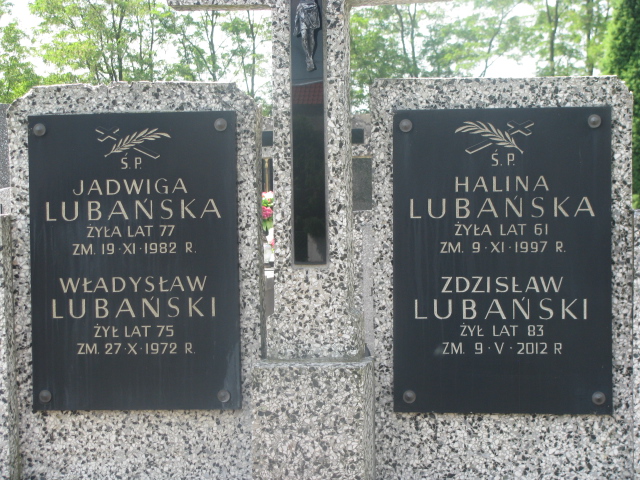 Ś. P.
JADWIGA
LUBAŃSKA
ŻYŁA LAT 77
ZM. 19 · XI · 1982 R.
WŁADYSŁAW
LUBAŃSKI
ŻYŁ LAT 75
ZM. 27 · X · 1972 R.
Ś. P.
HALINA
LUBAŃSKA
ŻYŁA LAT 61
ZM. 9 · XI · 1997 R.
ZDZISŁAW
LUBAŃSKI
ŻYŁ LAT 83
ZM. 9 · V · 2012 R